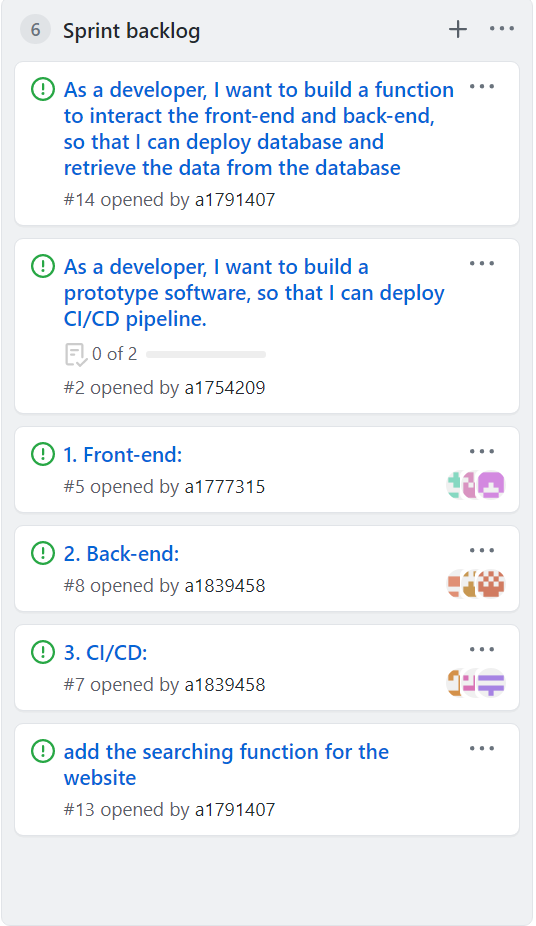 6 Sprint backlog
As a developer, I want to build a function
to interact the front-end and back-end,
so that I can deploy database and
retrieve the data from the database
#14 opened by a1791407
As a developer, I want to build a
prototype software, so that I can deploy
CI/CD pipeline.
0 of 2
#2 opened by a1754209
1. Front-end:
#5 opened by a1777315
2. Back-end:
#8 opened by a1839458
3. CI/CD:
#7 opened by a1839458
add the searching function for the
website
#13 opened by a1791407